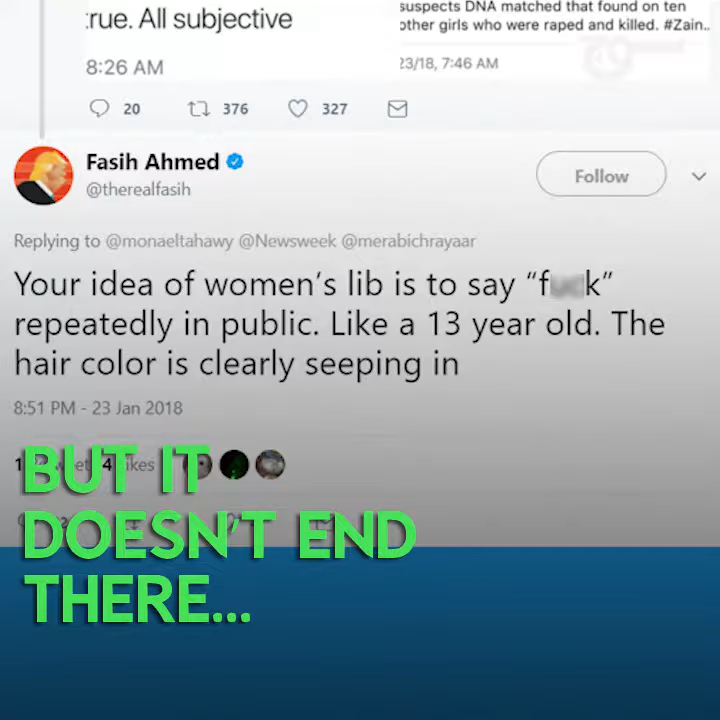 true. All subjective
8:26 AM
20 376 327
suspects DNA matched that found on ten
other girls who were raped and killed. #Zain..
23/18, 7:46 AM
Fasih Ahmed
@therealfasih
Follow
Replying to @monaeltahawy @Newsweek @merabichrayaar
Your idea of women's lib is to say “f k”
repeatedly in public. Like a 13 year old. The
hair color is clearly seeping in
8:51 PM - 23 Jan 2018
4 Likes
BUT IT
DOESN'T END
THERE...